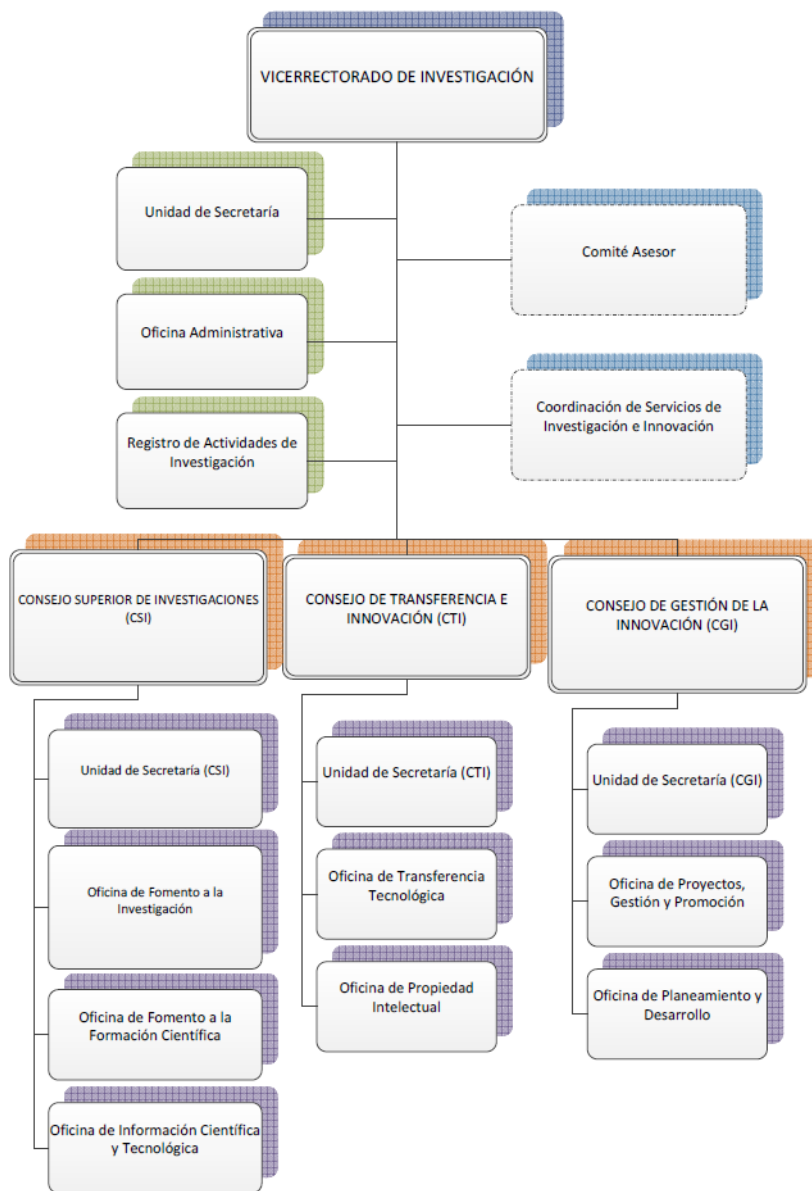 VICERRECTORADO DE INVESTIGACIÓN
Unidad de Secretaría
Comité Asesor
Oficina Administrativa
Coordinación de Servicios de
Investigación e Innovación
Registro de Actividades de
Investigación
CONSEJO SUPERIOR DE INVESTIGACIONES
(CSI)
CONSEJO DE TRANSFERENCIA E
INNOVACIÓN (CTI)
CONSEJO DE GESTIÓN DE LA
INNOVACIÓN (CGI)
Unidad de Secretaría (CSI)
Oficina de Fomento a la
Investigación
Oficina de Fomento a la
Formación Científica
Oficina de Información Científica
y Tecnológica
Unidad de Secretaría (CTI)
Oficina de Transferencia
Tecnológica
Oficina de Propiedad
Intelectual
Unidad de Secretaría (CGI)
Oficina de Proyectos,
Gestión y Promoción
Oficina de Planeamiento y
Desarrollo